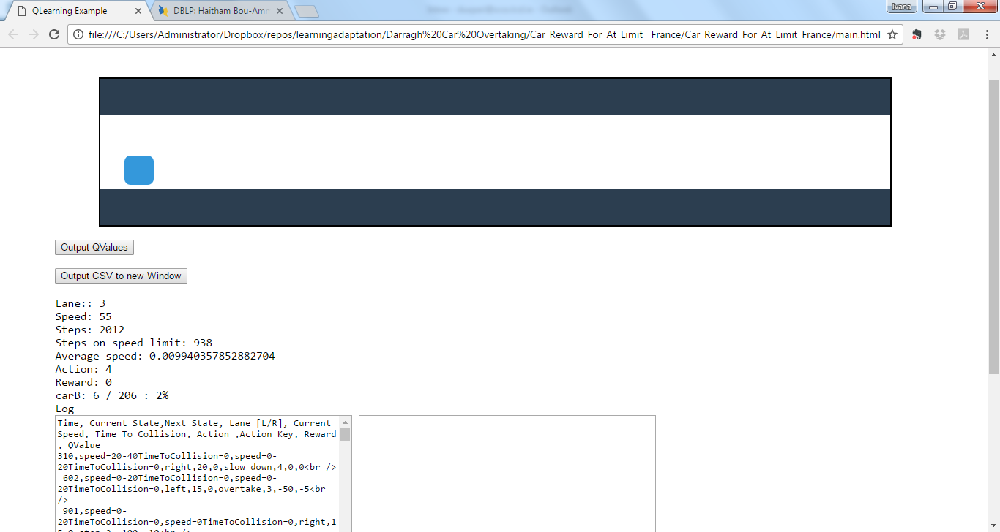 QLearning Example
DBLP: Haitham Bou-Amm
Ivana
file:///C:/Users/Administrator/Dropbox/repos/learningadaptation/Darragh%20Car%20Overtaking/Car_Reward_For_At_Limit__France/Car_Reward_For_At_Limit_France/main.html
Output QValues
Output CSV to new Window
Lane:: 3
Speed: 55
Steps: 2012
Steps on speed limit: 938
Average speed: 0.009940357852882704
Action: 4
Reward: 0
carB: 6 / 206 : 2%
Log
Time, Current State,Next State, Lane [L/R], Current
Speed, Time To Collision, Action ,Action Key, Reward
, QValue
310,speed=20-40TimeToCollision=0,speed=0-
20TimeToCollision=0,right,20,0,slow down,4,0,0<br />
602,speed=0-20TimeToCollision=0,speed=0-
20TimeToCollision=0,left,15,0,overtake,3,-50,-5<br
/>
901,speed=0-
20TimeToCollision=0,speed=0TimeToCollision=0,right,1